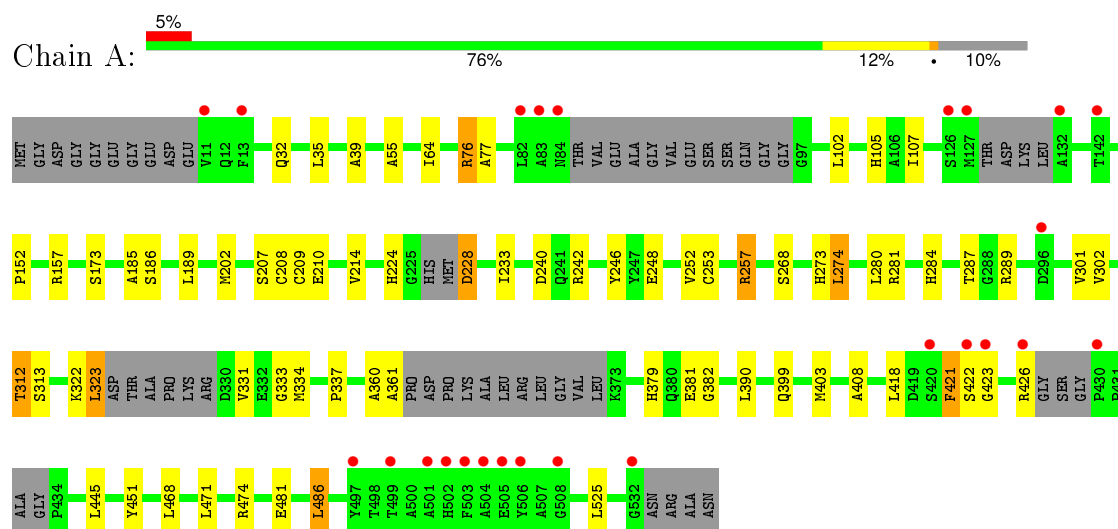 5%
Chain A:
76% 12% • 10%
MET GLY ASP GLY GLY GLU GLY GLU ASP GLU V11 Q12 F13 Q32 L35 A39 A55 I64 R76 A77 L82 A83 N84 THR VAL GLU ALA GLY VAL GLU SER SER GLN GLY GLY G97 L102 H105 A106 I107 S126 M127 THR ASP LYS LEU A132 T142
P152 R157 S173 A185 S186 L189 M202 S207 C208 C209 E210 V214 H224 G225 HIS MET D228 I233 D240 Q241 R242 Y246 Y247 E248 V252 C253 R257 S268 H273 L274 L280 R281 H284 T287 G288 R289 D296 V301 V302
T312 S313 K322 L323 ASP THR ALA PRO LYS ARG D330 V331 E332 G333 M334 P337 A360 A361 PRO ASP PRO LYS ALA LEU ARG LEU GLY VAL LEU K373 H379 Q380 E381 G382 L390 Q399 M403 A408 L418 D419 S420 F421 S422 G423 R426 GLY SER GLY P430 P431
ALA GLY P434 L445 Y451 L468 L471 R474 E481 L486 Y497 T498 T499 A500 A501 H502 F503 A504 E505 Y506 A507 G508 L525 G532 ASN ARG ALA ASN